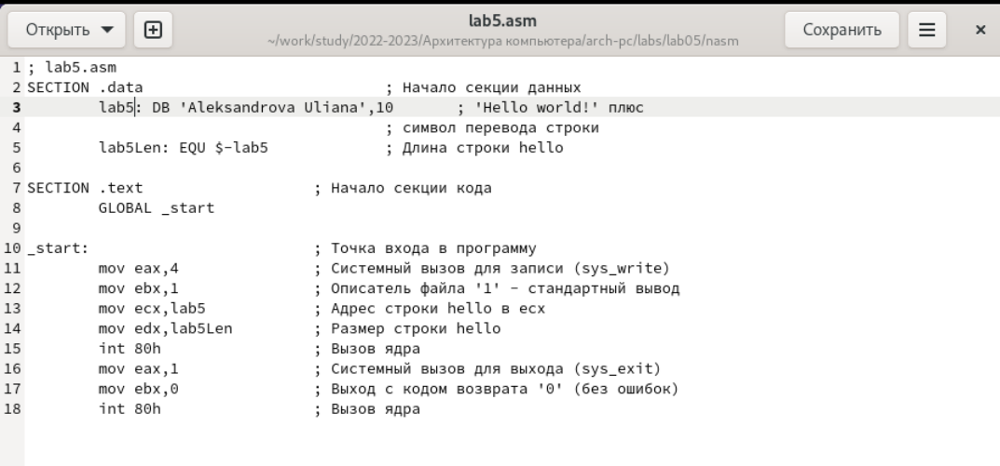 Открыть
lab5.asm
~/work/study/2022-2023/Архитектура компьютера/arch-pc/labs/lab05/nasm
Сохранить
1 ; lab5.asm
2 SECTION .data ; Начало секции данных
3 lab5: DB 'Aleksandrova Uliana',10 ; 'Hello world!' плюс
4 ; символ перевода строки
5 lab5Len: EQU $-lab5 ; Длина строки hello
6
7 SECTION .text ; Начало секции кода
8 GLOBAL _start
9
10 _start: ; Точка входа в программу
11 mov eax,4 ; Системный вызов для записи (sys_write)
12 mov ebx,1 ; Описатель файла '1' - стандартный вывод
13 mov ecx,lab5 ; Адрес строки hello в ecx
14 mov edx,lab5Len ; Размер строки hello
15 int 80h ; Вызов ядра
16 mov eax,1 ; Системный вызов для выхода (sys_exit)
17 mov ebx,0 ; Выход с кодом возврата '0' (без ошибок)
18 int 80h ; Вызов ядра